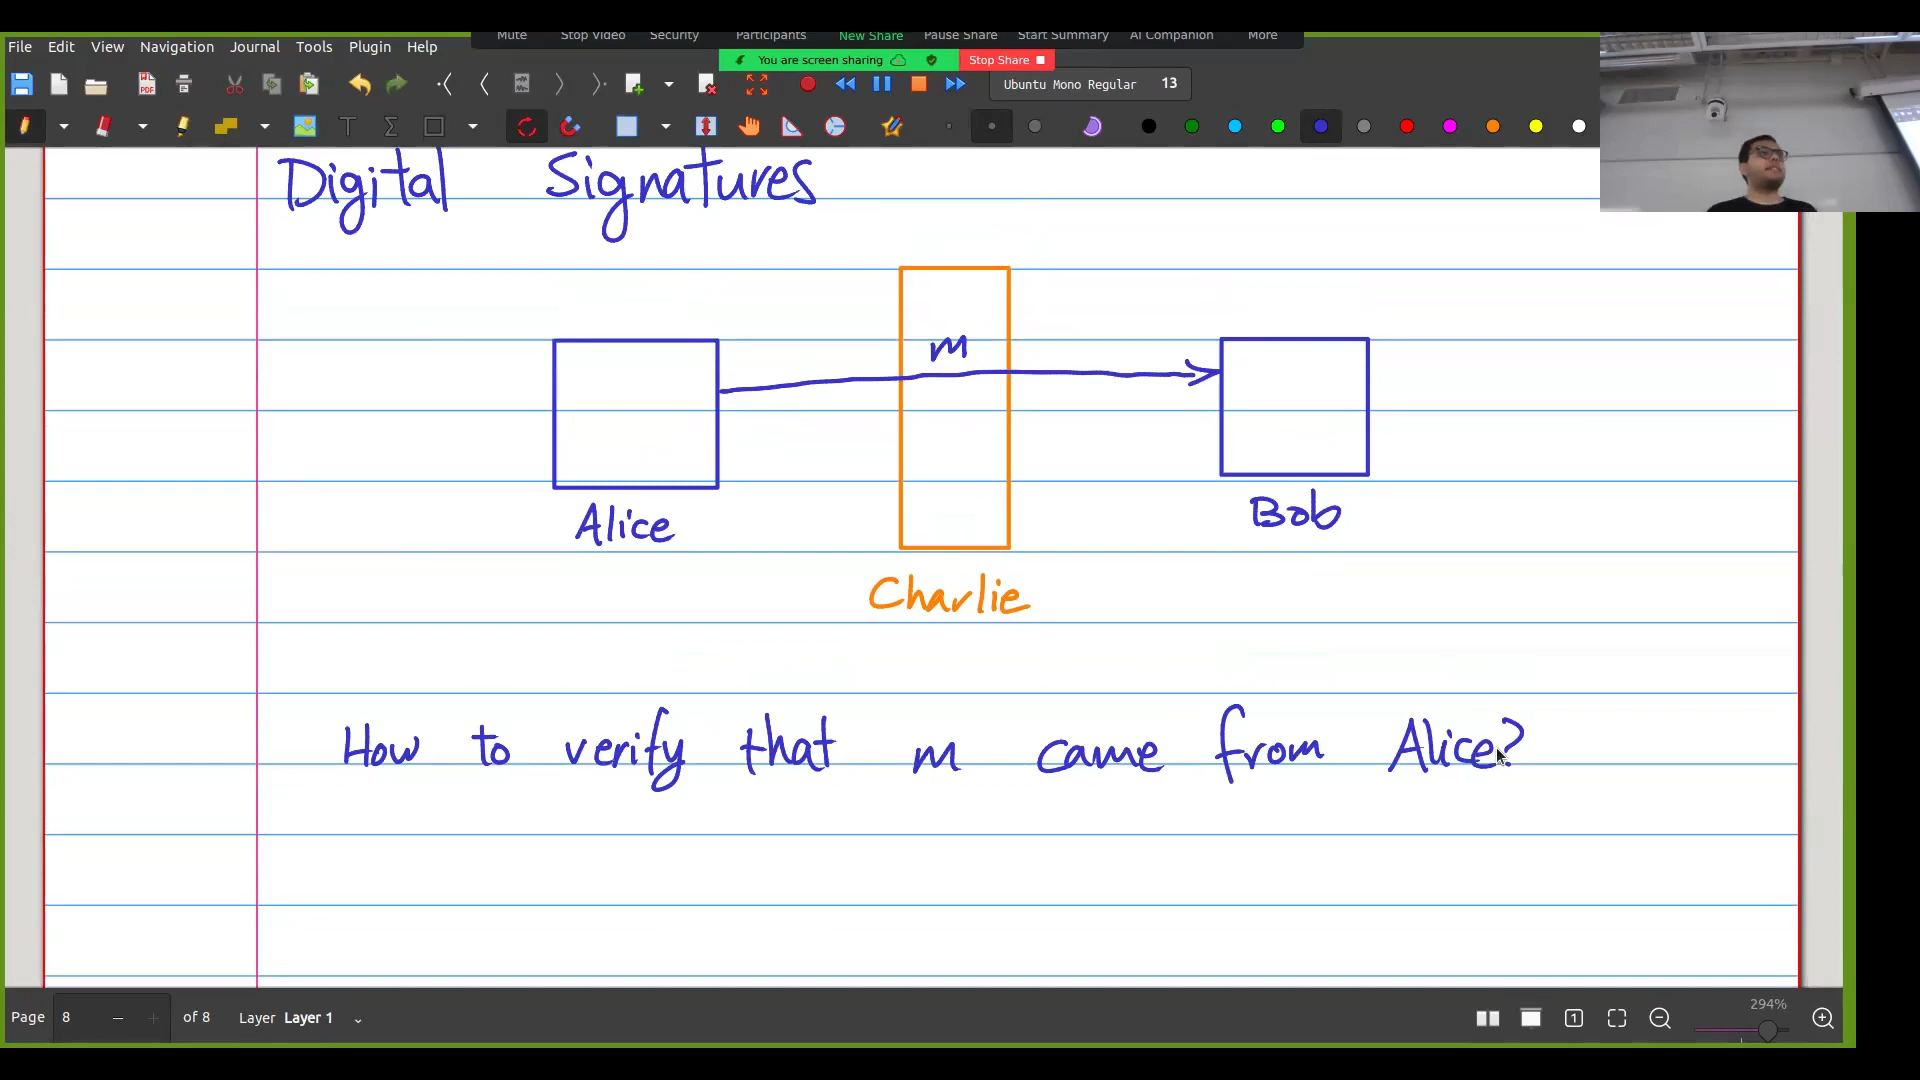 Mute Stop Video Security Participants New Share Pause Share Start Summary AI Companion More
File Edit View Navigation Journal Tools Plugin Help
You are screen sharing Stop Share
Ubuntu Mono Regular 13
Digital Signatures
m
Alice
Bob
Charlie
How to verify that m came from Alice?
Page 8 of 8 Layer Layer 1
294%